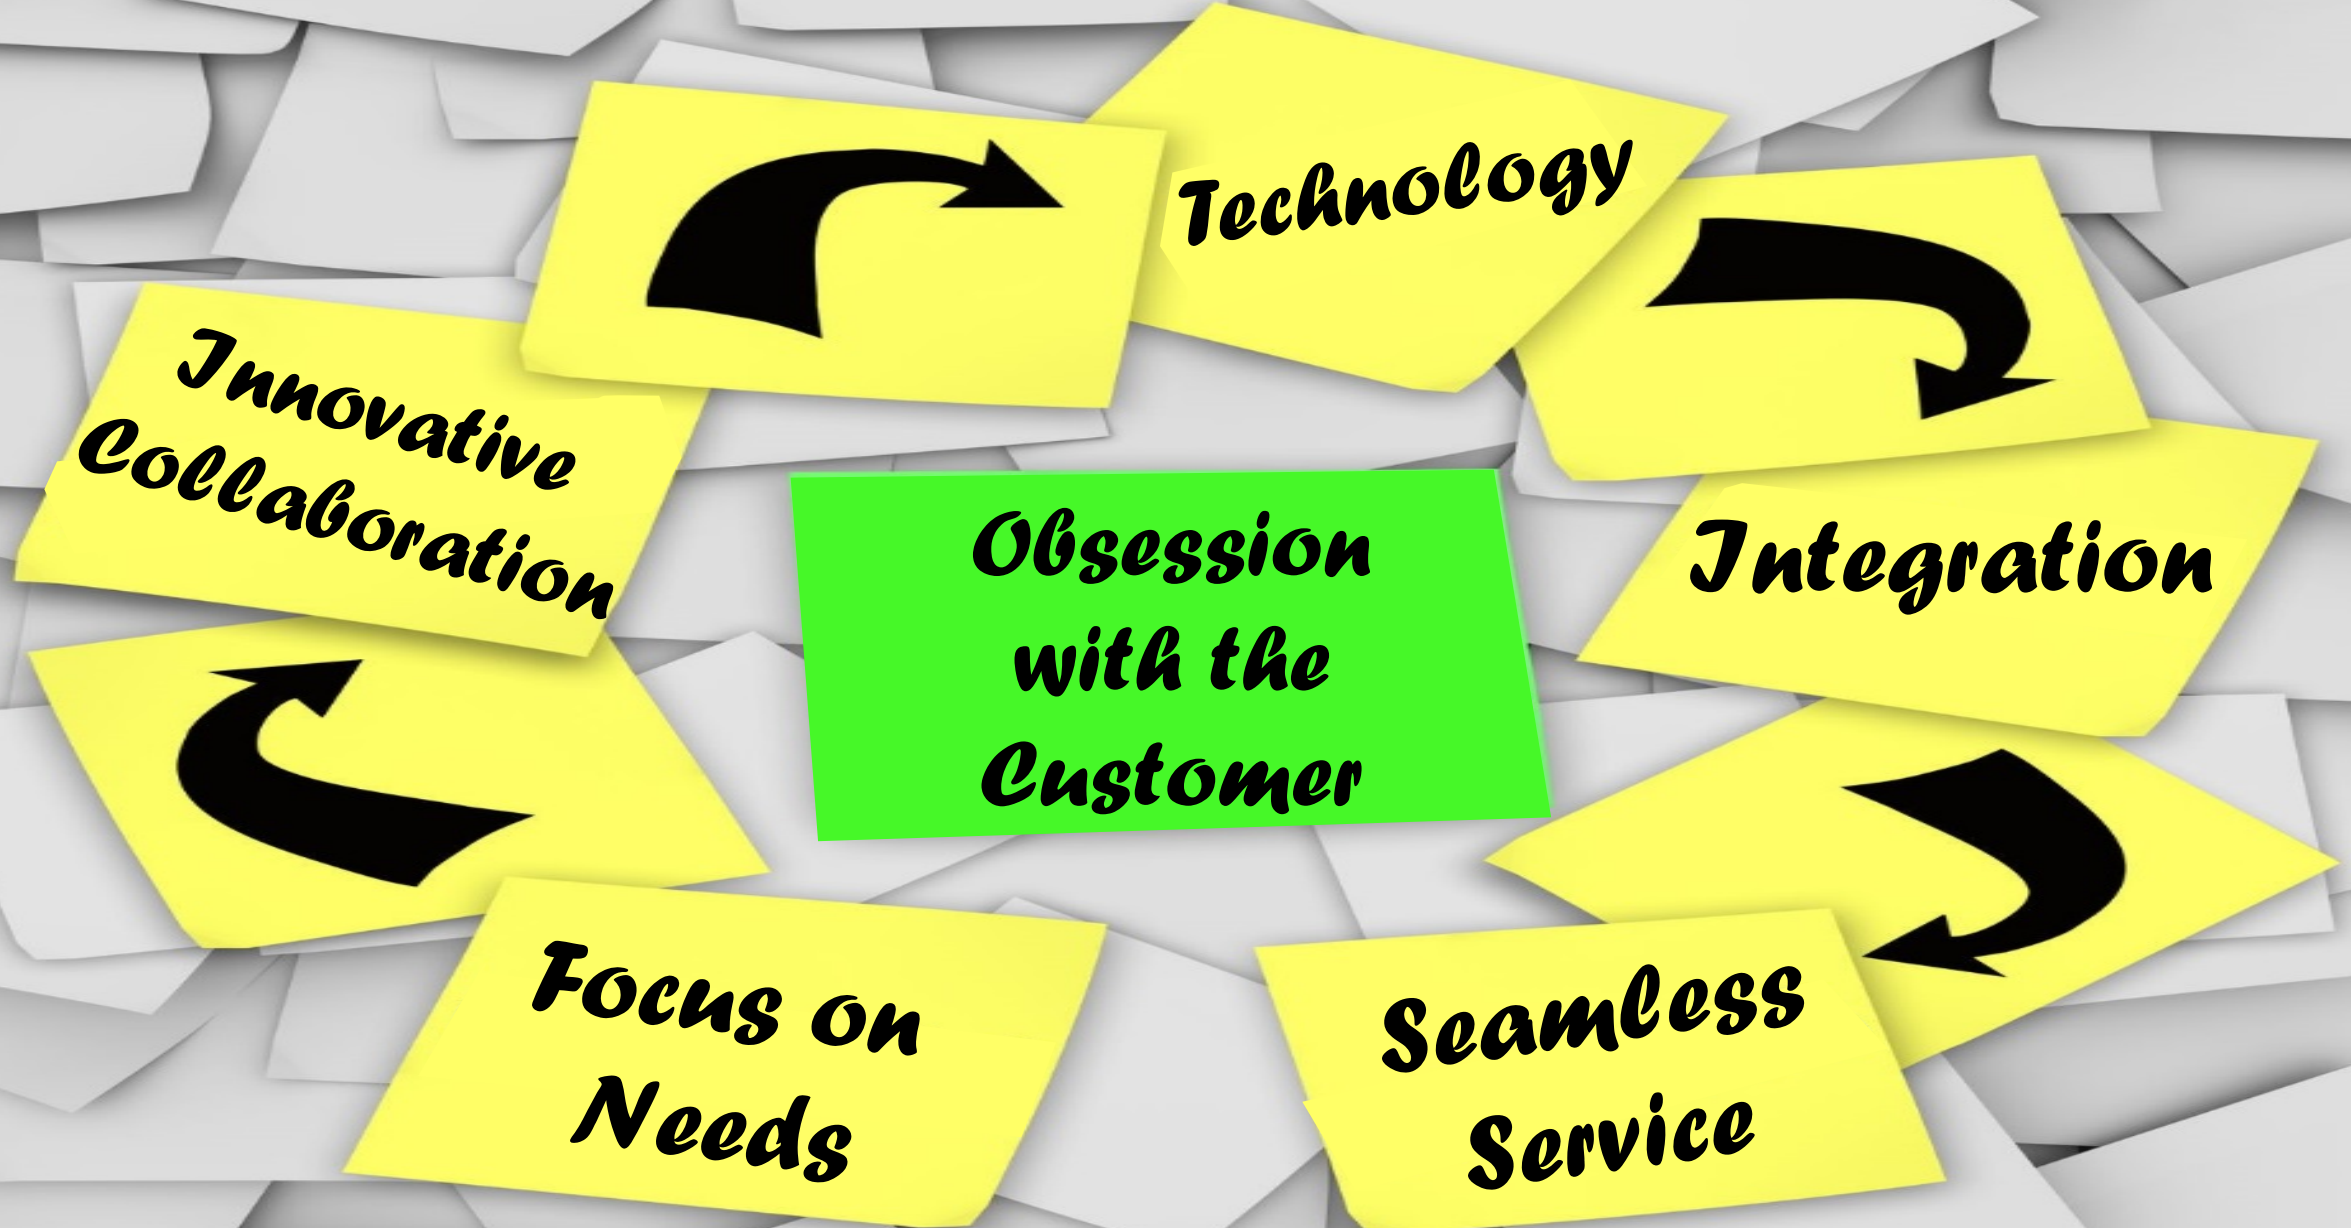 Technology
Innovative
Collaboration
Obsession
with the
Customer
Integration
Focus on
Needs
Seamless
Service